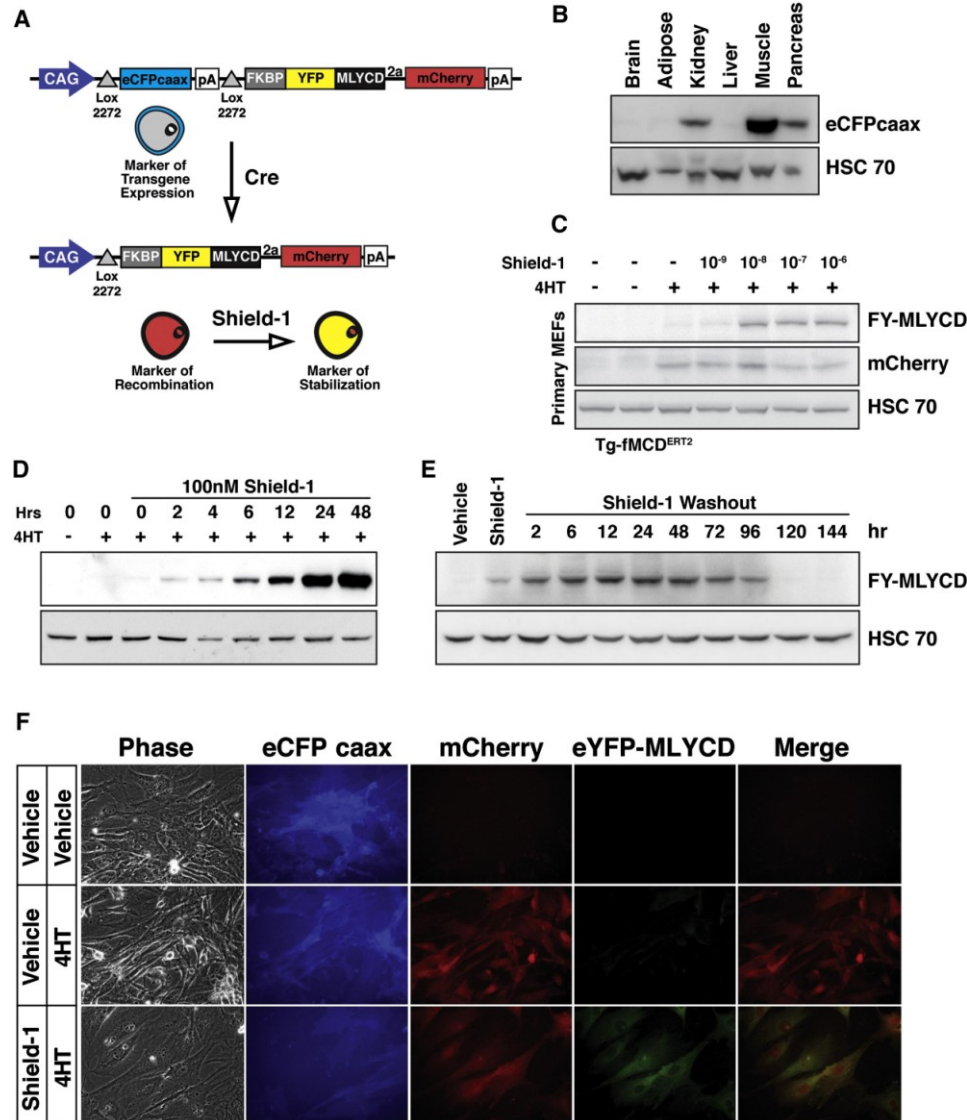 A
CAG eCFPcaax pA FKBP YFP MLYCD 2a mCherry pA
Lox 2272 Lox 2272
Marker of
Transgene
Expression
Cre
CAG FKBP YFP MLYCD 2a mCherry pA
Lox
2272
Shield-1
Marker of
Recombination
Marker of
Stabilization
B
Brain Adipose Kidney Liver Muscle Pancreas
eCFPcaax
HSC 70
C
Shield-1 - - - 10⁻⁹ 10⁻⁸ 10⁻⁷ 10⁻⁶
4HT - - + + + + +
Primary MEFs
FY-MLYCD
mCherry
HSC 70
Tg-fMCDᴱᴿᵀ²
D
100nM Shield-1
Hrs 0 0 0 2 4 6 12 24 48
4HT - + + + + + + + +
E
Vehicle Shield-1 Shield-1 Washout
2 6 12 24 48 72 96 120 144 hr
FY-MLYCD
HSC 70
F
Phase eCFP caax mCherry eYFP-MLYCD Merge
Vehicle Vehicle
Vehicle 4HT
Shield-1 4HT